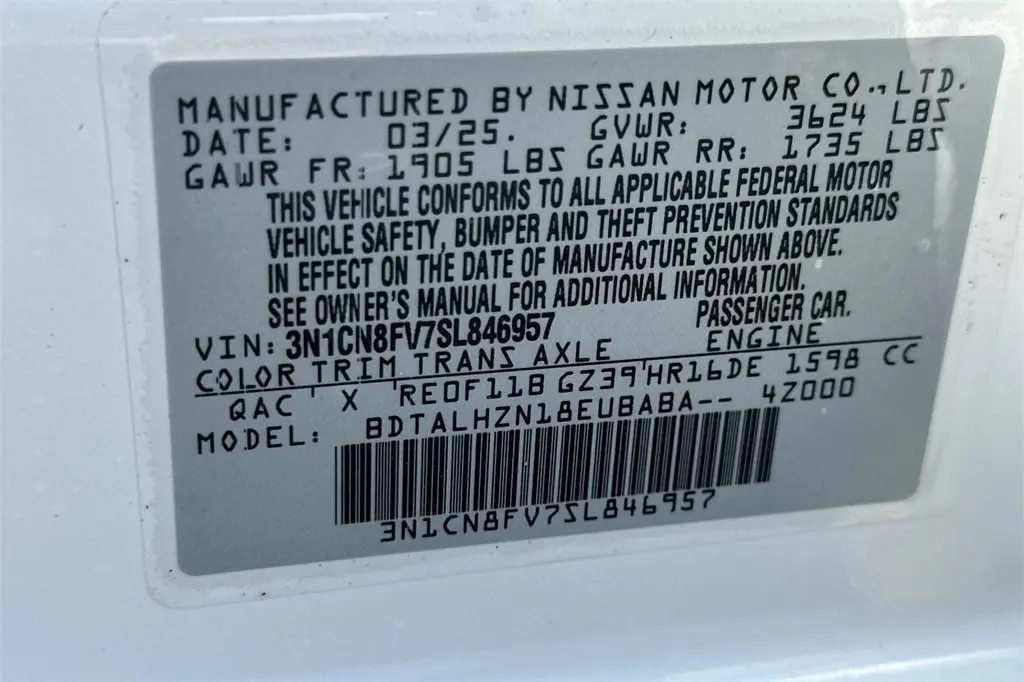 MANUFACTURED BY NISSAN MOTOR CO., LTD.
DATE: 03/25. GVWR: 3624 LBS
GAWR FR: 1905 LBS GAWR RR: 1735 LBS
THIS VEHICLE CONFORMS TO ALL APPLICABLE FEDERAL MOTOR
VEHICLE SAFETY, BUMPER AND THEFT PREVENTION STANDARDS
IN EFFECT ON THE DATE OF MANUFACTURE SHOWN ABOVE.
SEE OWNER'S MANUAL FOR ADDITIONAL INFORMATION.
VIN: 3N1CN8FV7SL846957 PASSENGER CAR.
COLOR TRIM TRANS AXLE ENGINE
QAC ' X 'RE0F11B GZ39'HR16DE 1598 CC
MODEL: BDTALHZN18EUBABA-- 4Z000
3N1CN8FV7SL846957